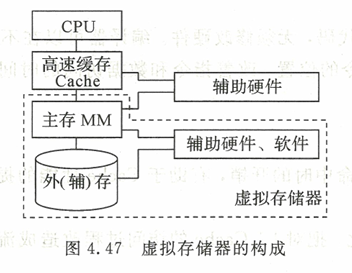 CPU
高速缓存
Cache
辅助硬件
主存 MM
辅助硬件、软件
外(辅)存
虚拟存储器
图 4.47 虚拟存储器的构成